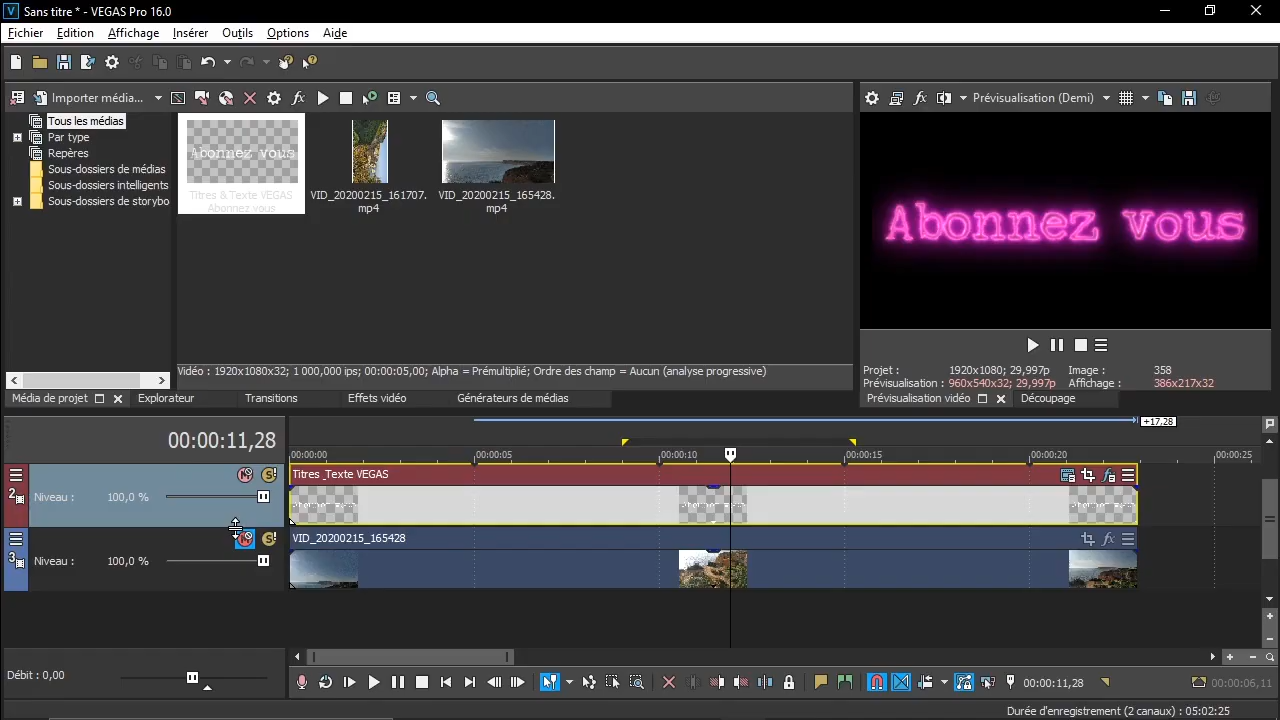 Sans titre * - VEGAS Pro 16.0
Fichier Edition Affichage Insérer Outils Options Aide
Importer média...
Prévisualisation (Demi)
Tous les médias
Par type
Repères
Sous-dossiers de médias
Sous-dossiers intelligents
Sous-dossiers de storybo
Abonnez vous
Titres & Texte VEGAS
Abonnez vous
VID_20200215_161707.
mp4
VID_20200215_165428.
mp4
Abonnez vous
Vidéo : 1920x1080x32; 1 000,000 ips; 00:00:05,00; Alpha = Prémultiplié; Ordre des champ = Aucun (analyse progressive)
Projet : 1920x1080; 29,997p Image : 358
Prévisualisation : 960x540x32; 29,997p Affichage : 386x217x32
Média de projet Explorateur Transitions Effets vidéo Générateurs de médias
Prévisualisation vidéo Découpage
+17,28
00:00:11,28
00:00:00 00:00:05 00:00:10 00:00:15 00:00:20 00:00:25
2
Niveau : 100,0 %
M S
Titres _Texte VEGAS
3
Niveau : 100,0 %
M S
VID_20200215_165428
Débit : 0,00
00:00:11,28
00:00:06,11
Durée d'enregistrement (2 canaux) : 05:02:25